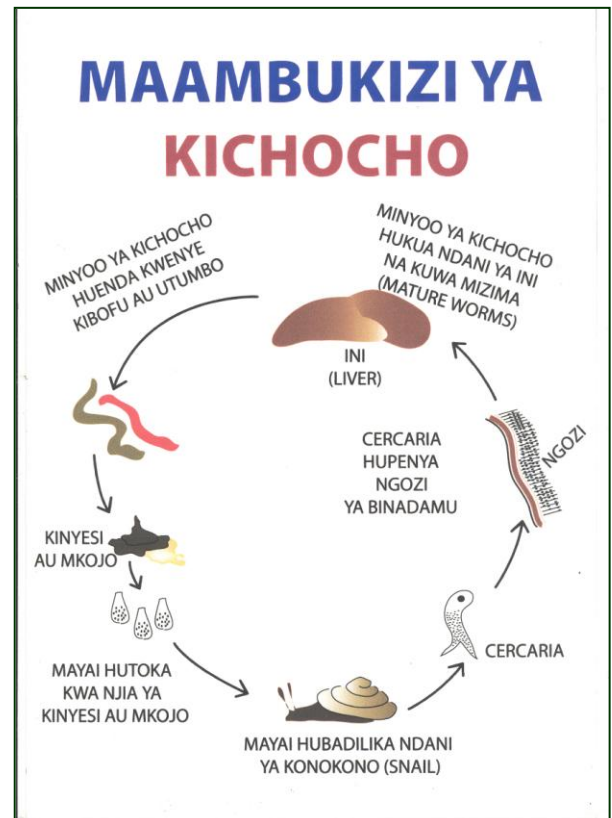 MAAMBUKIZI YA
KICHOCHO
MINYOO YA KICHOCHO
HUENDA KWENYE
KIBOFU AU UTUMBO
MINYOO YA KICHOCHO
HUKUA NDANI YA INI
NA KUWA MIZIMA
(MATURE WORMS)
INI
(LIVER)
NGOZI
CERCARIA
HUPENYA
NGOZI
YA BINADAMU
KINYESI
AU MKOJO
CERCARIA
MAYAI HUTOKA
KWA NJIA YA
KINYESI AU MKOJO
MAYAI HUBADILIKA NDANI
YA KONOKONO (SNAIL)